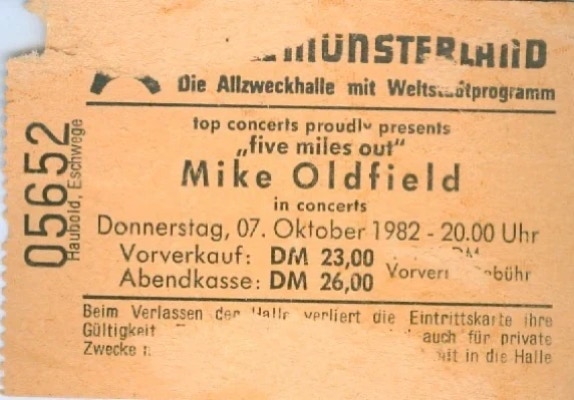 MÜNSTERLAND
Die Allzweckhalle mit
top concerts proudly presents
„five miles out"
Mike Oldfield
in concerts
Donnerstag, 07. Oktober 1982 - 20.00 Uhr
Vorverkauf: DM 23,00
Abendkasse: DM 26,00
DM
Beim Verlassen der Halle verliert die Eintrittskarte ihre
Gültigkeit auch für private
Zwecke in die Halle
05652
Haubold, Eschwege